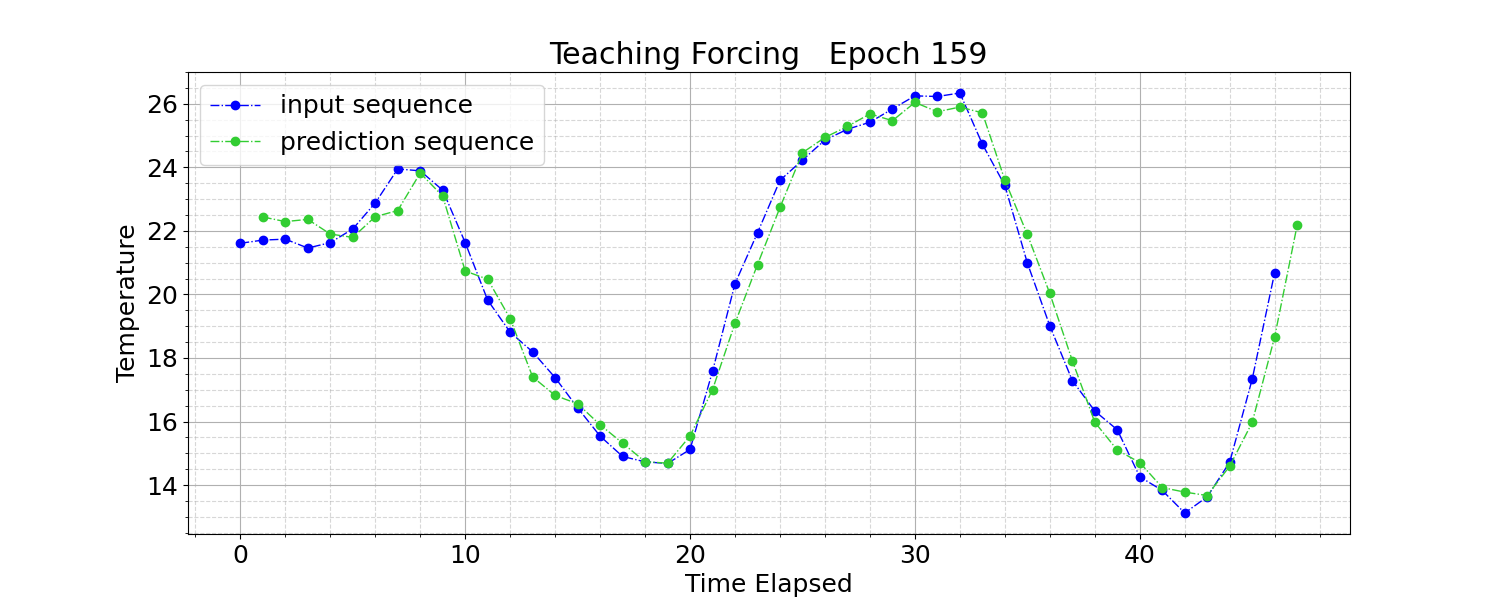 Teaching Forcing   Epoch 159
input sequence
prediction sequence
26
24
22
20
18
16
14
Temperature
0 10 20 30 40
Time Elapsed